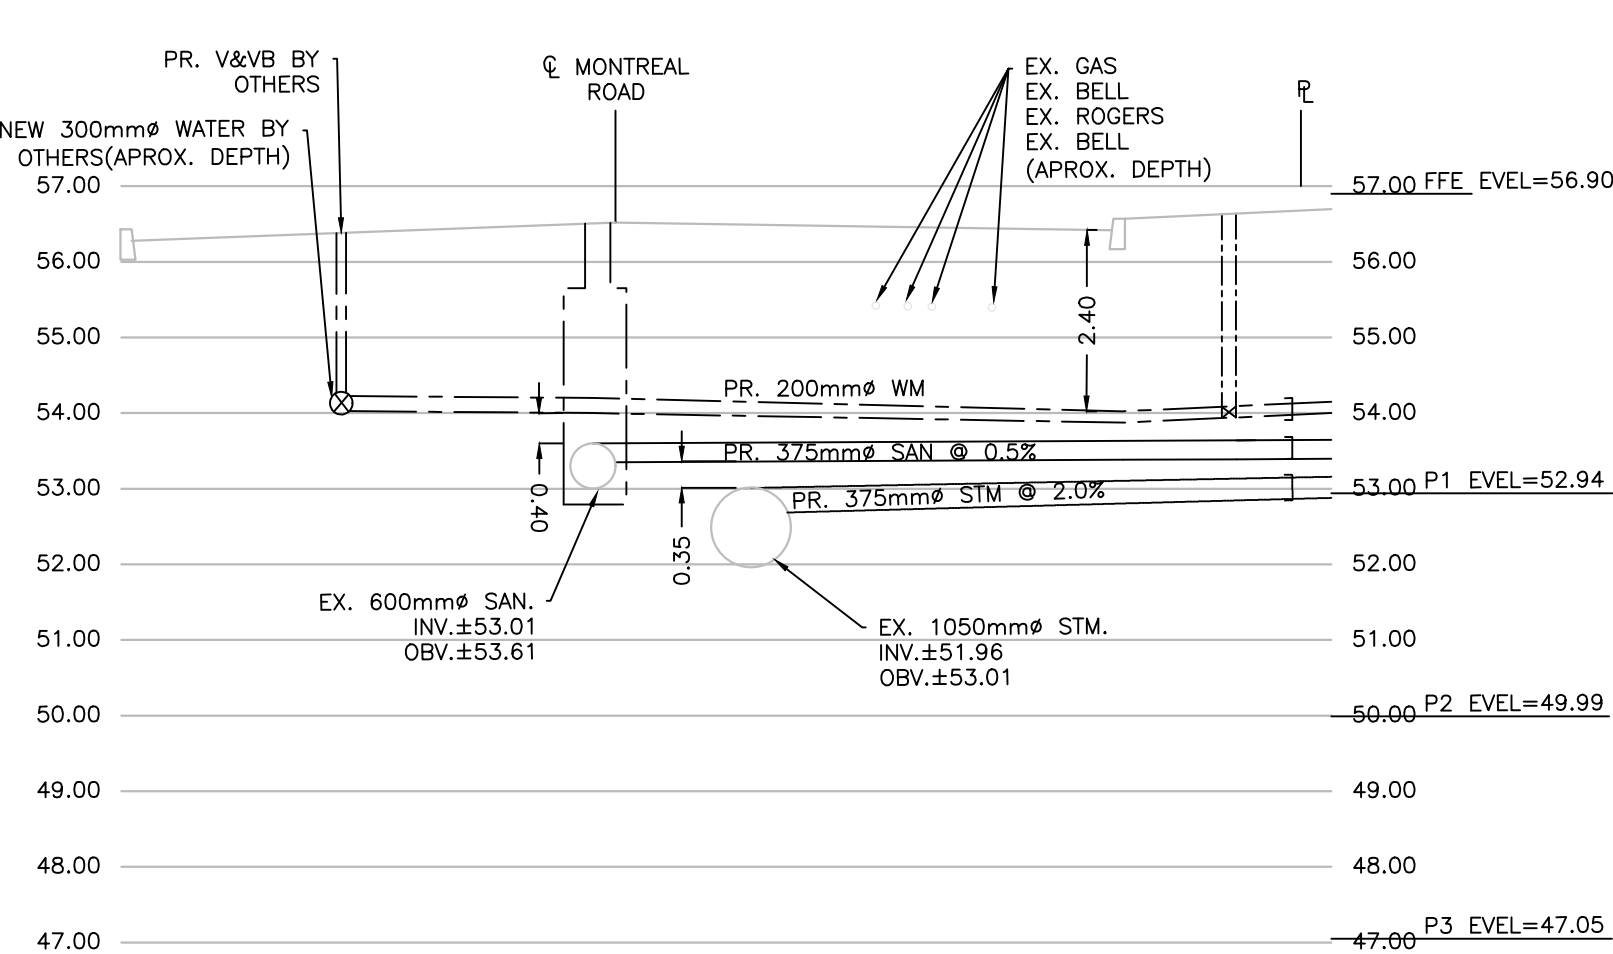 PR. V&VB BY
OTHERS
℄ MONTREAL
ROAD
EX. GAS
EX. BELL
EX. ROGERS
EX. BELL
(APROX. DEPTH)
PL
NEW 300mmø WATER BY
OTHERS(APROX. DEPTH)
57.00
57.00
FFE EVEL=56.90
56.00
56.00
2.40
55.00
55.00
PR. 200mmø WM
54.00
54.00
PR. 375mmø SAN @ 0.5%
53.00
53.00
P1 EVEL=52.94
PR. 375mmø STM @ 2.0%
0.40
0.35
52.00
52.00
EX. 600mmø SAN.
INV.±53.01
OBV.±53.61
EX. 1050mmø STM.
INV.±51.96
OBV.±53.01
51.00
51.00
50.00
50.00
P2 EVEL=49.99
49.00
49.00
48.00
48.00
47.00
47.00
P3 EVEL=47.05